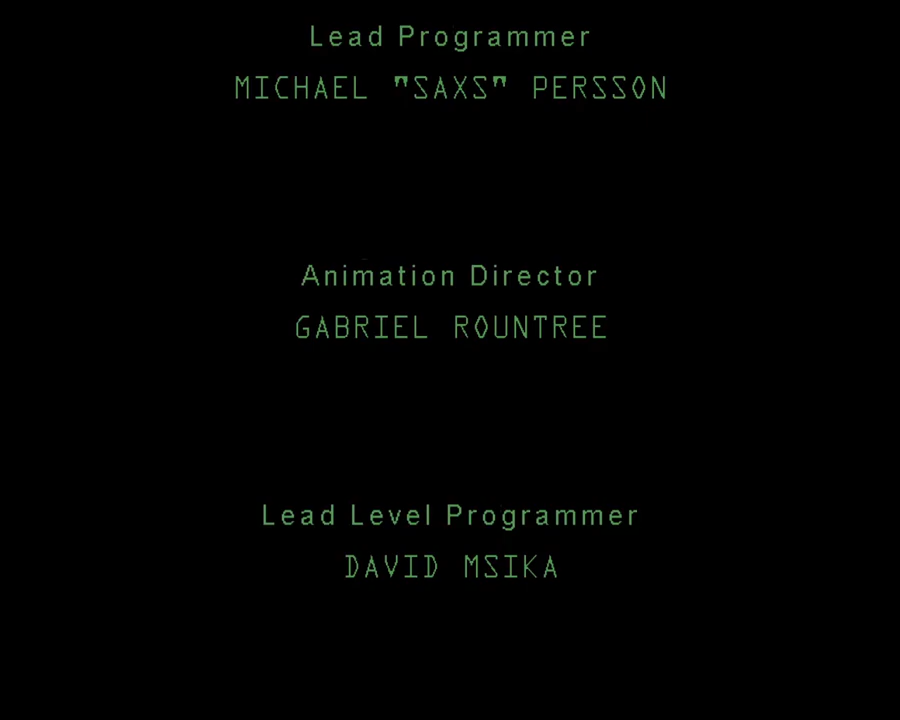 Lead Programmer
MICHAEL "SAXS" PERSSON
Animation Director
GABRIEL ROUNTREE
Lead Level Programmer
DAVID MSIKA